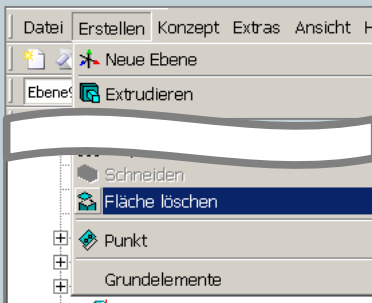 Datei Erstellen Konzept Extras Ansicht
Neue Ebene
Extrudieren
Schneiden
Fläche löschen
Punkt
Grundelemente